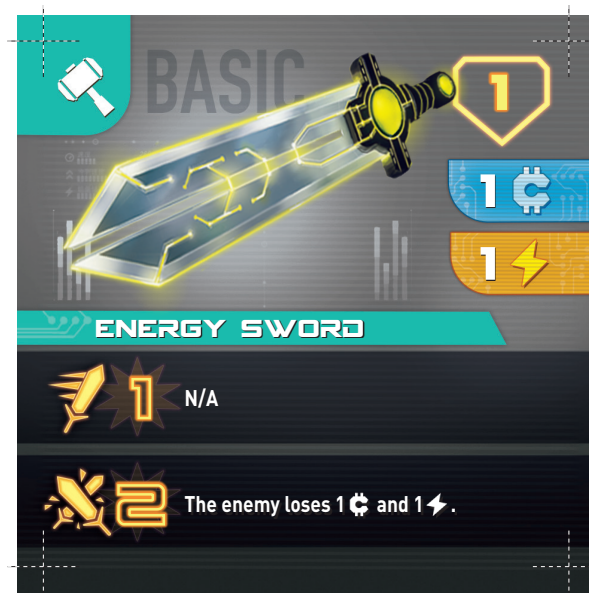 BASIC
1
1
1
ENERGY SWORD
1 N/A
2 The enemy loses 1 and 1 .